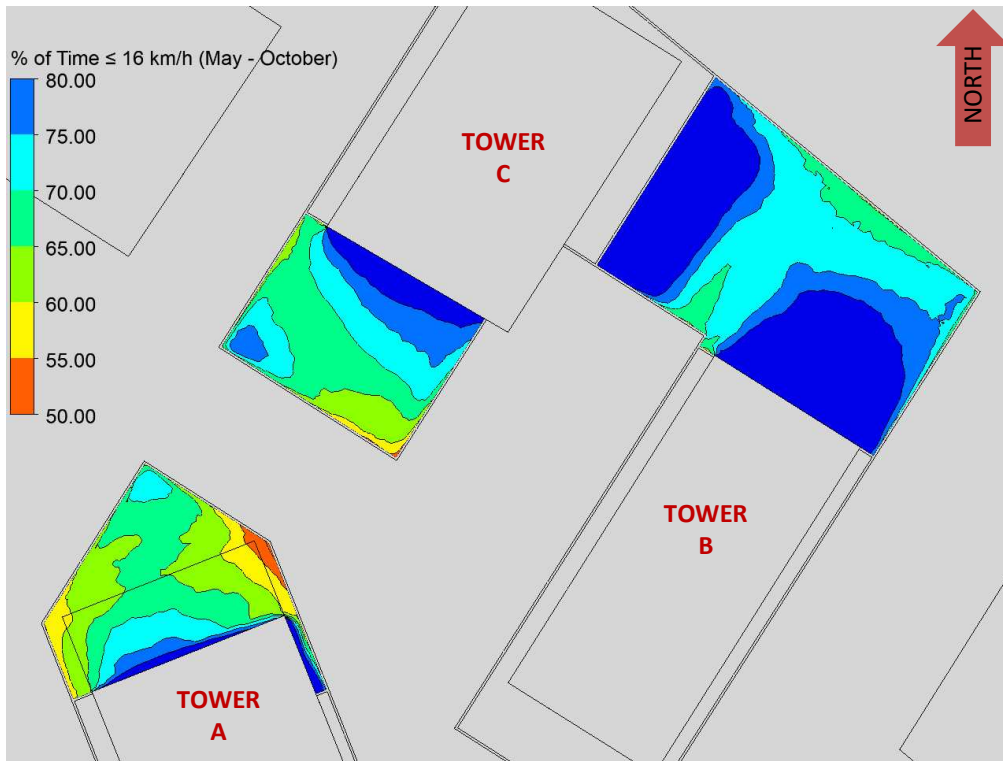 % of Time ≤ 16 km/h (May - October)
80.00
75.00
70.00
65.00
60.00
55.00
50.00
NORTH
TOWER
C
TOWER
B
TOWER
A